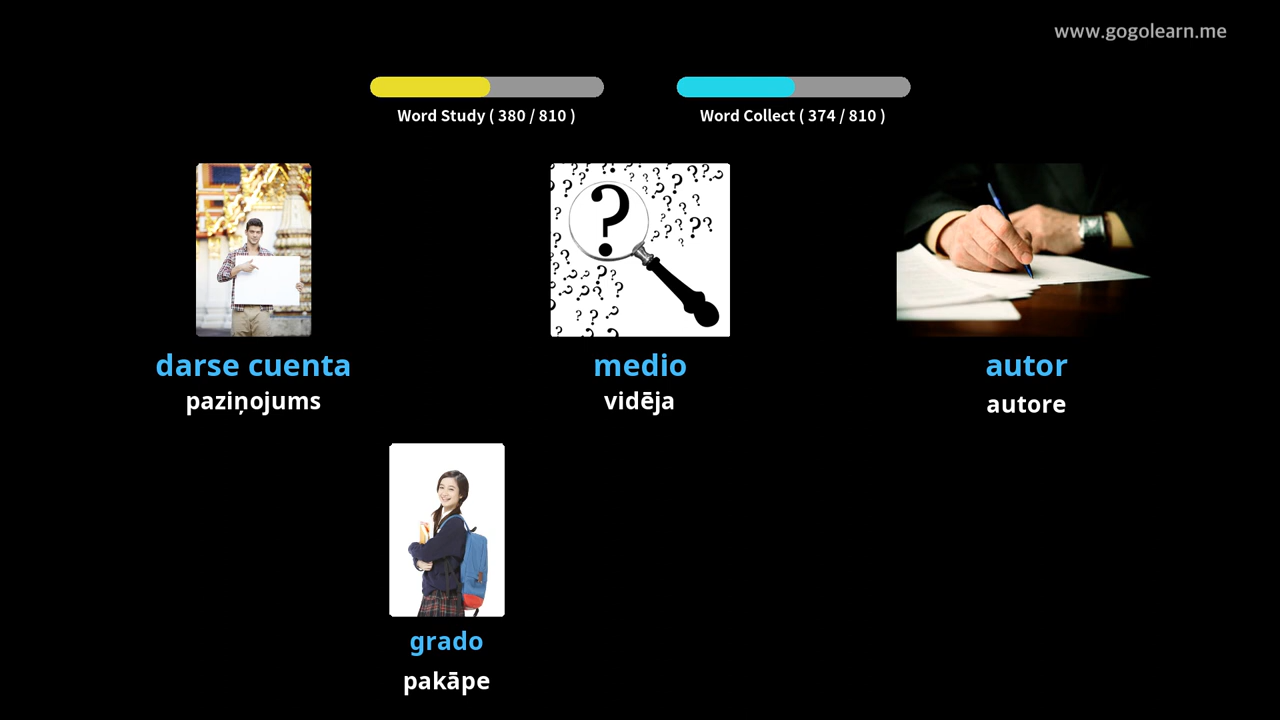 www.gogolearn.me
Word Study ( 380 / 810 )
Word Collect ( 374 / 810 )
darse cuenta
paziņojums
medio
vidēja
autor
autore
grado
pakāpe